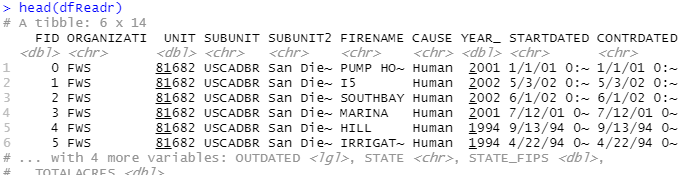 > head(dfReadr)
# A tibble: 6 x 14
FID ORGANIZATI UNIT SUBUNIT SUBUNIT2 FIRENAME CAUSE YEAR_ STARTDATED CONTRDATED
<dbl> <chr> <dbl> <chr> <chr> <chr> <chr> <dbl> <chr> <chr>
1 0 FWS 81682 USCADBR San Die~ PUMP HO~ Human 2001 1/1/01 0:~ 1/1/01 0:~
2 1 FWS 81682 USCADBR San Die~ I5 Human 2002 5/3/02 0:~ 5/3/02 0:~
3 2 FWS 81682 USCADBR San Die~ SOUTHBAY Human 2002 6/1/02 0:~ 6/1/02 0:~
4 3 FWS 81682 USCADBR San Die~ MARINA Human 2001 7/12/01 0~ 7/12/01 0~
5 4 FWS 81682 USCADBR San Die~ HILL Human 1994 9/13/94 0~ 9/13/94 0~
6 5 FWS 81682 USCADBR San Die~ IRRIGAT~ Human 1994 4/22/94 0~ 4/22/94 0~
# ... with 4 more variables: OUTDATED <lgl>, STATE <chr>, STATE_FIPS <dbl>,
# TOTALACRES <dbl>